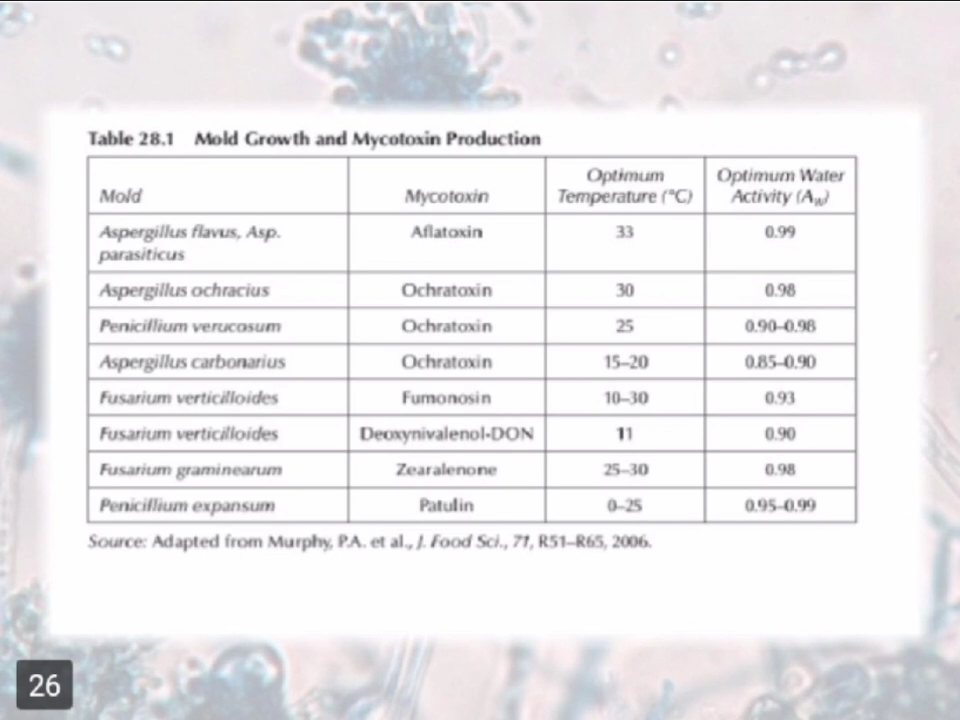 Table 28.1 Mold Growth and Mycotoxin Production
Mold Mycotoxin Optimum Temperature (°C) Optimum Water Activity (Aw)
Aspergillus flavus, Asp. parasiticus Aflatoxin 33 0.99
Aspergillus ochracius Ochratoxin 30 0.98
Penicillium verucosum Ochratoxin 25 0.90–0.98
Aspergillus carbonarius Ochratoxin 15–20 0.85–0.90
Fusarium verticilloides Fumonosin 10–30 0.93
Fusarium verticilloides Deoxynivalenol-DON 11 0.90
Fusarium graminearum Zearalenone 25–30 0.98
Penicillium expansum Patulin 0–25 0.95–0.99
Source: Adapted from Murphy, P.A. et al., J. Food Sci., 71, R51–R65, 2006.
26